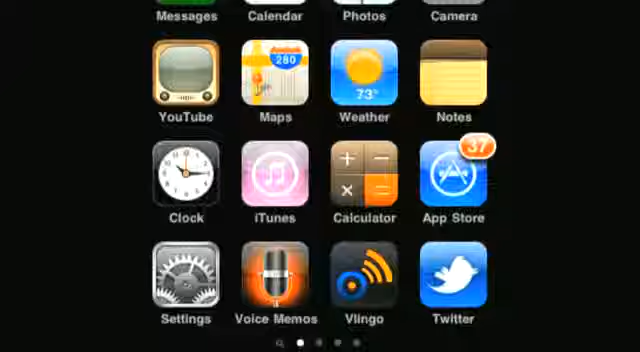 Messages Calendar Photos Camera
280
73°
YouTube Maps Weather Notes
37
Clock iTunes Calculator App Store
Settings Voice Memos Vlingo Twitter